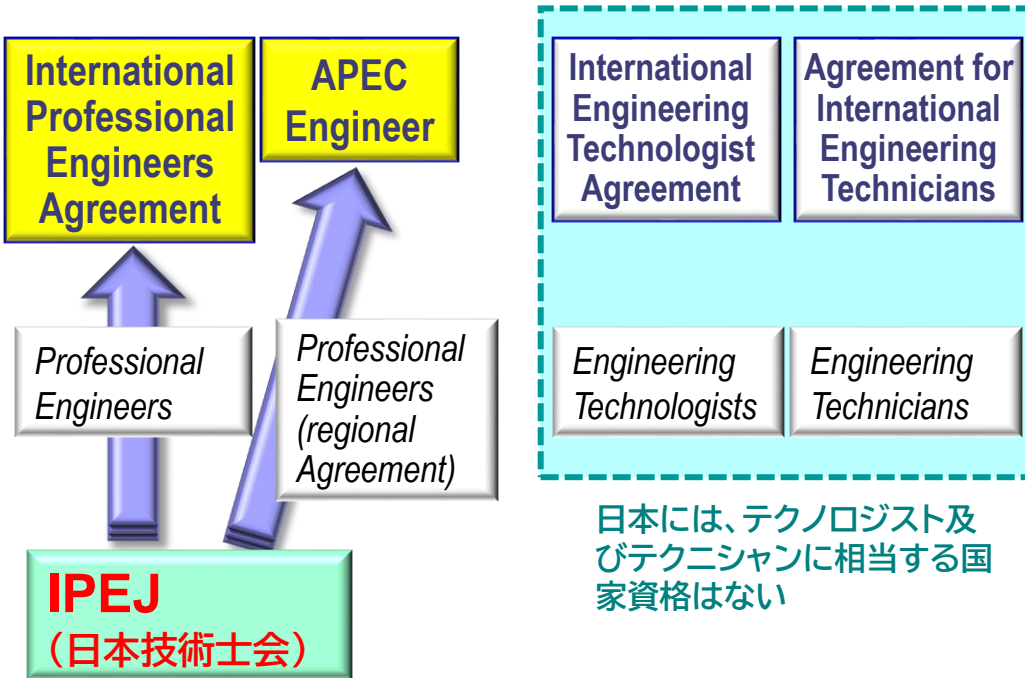 International
Professional
Engineers
Agreement
APEC
Engineer
International
Engineering
Technologist
Agreement
Agreement for
International
Engineering
Technicians
Professional
Engineers
Professional
Engineers
(regional
Agreement)
Engineering
Technologists
Engineering
Technicians
IPEJ
（日本技術士会）
日本には、テクノロジスト及
びテクニシャンに相当する国
家資格はない